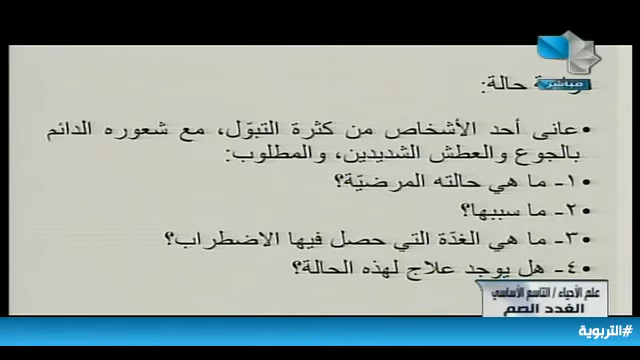 حالة:
• عانى أحد الأشخاص من كثرة التبوّل، مع شعوره الدائم
بالجوع والعطش الشديدين، والمطلوب:
• ١- ما هي حالته المرضيّة؟
• ٢- ما سببها؟
• ٣- ما هي الغدّة التي حصل فيها الاضطراب؟
• ٤- هل يوجد علاج لهذه الحالة؟
مباشر
علم الأحياء / التاسع الأساسي
الغدد الصم
#التربوية